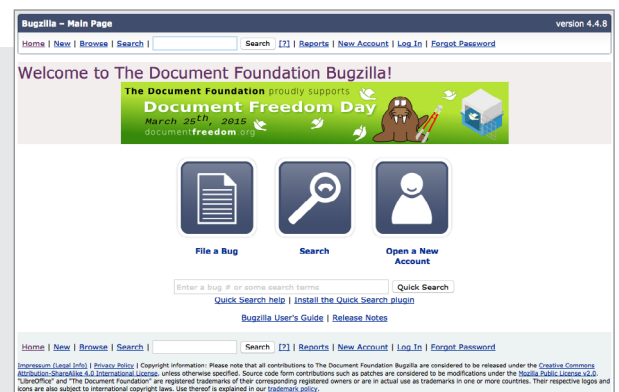 Bugzilla – Main Page version 4.4.8
Home | New | Browse | Search | Search [?] | Reports | New Account | Log In | Forgot Password
Welcome to The Document Foundation Bugzilla!
The Document Foundation proudly supports
Document Freedom Day
March 25th, 2015
documentfreedom.org
File a Bug Search Open a New
Account
Enter a bug # or some search terms Quick Search
Quick Search help | Install the Quick Search plugin
Bugzilla User's Guide | Release Notes
Home | New | Browse | Search | Search [?] | Reports | New Account | Log In | Forgot Password
Impressum (Legal Info) | Privacy Policy | Copyright information: Please note that all contributions to The Document Foundation Bugzilla are considered to be released under the Creative Commons
Attribution-ShareAlike 4.0 International License, unless otherwise specified. Source code form contributions such as patches are considered to be modifications under the Mozilla Public License v2.0.
"LibreOffice" and "The Document Foundation" are registered trademarks of their corresponding registered owners or are in actual use as trademarks in one or more countries. Their respective logos and
icons are also subject to international copyright laws. Use thereof is explained in our trademark policy.